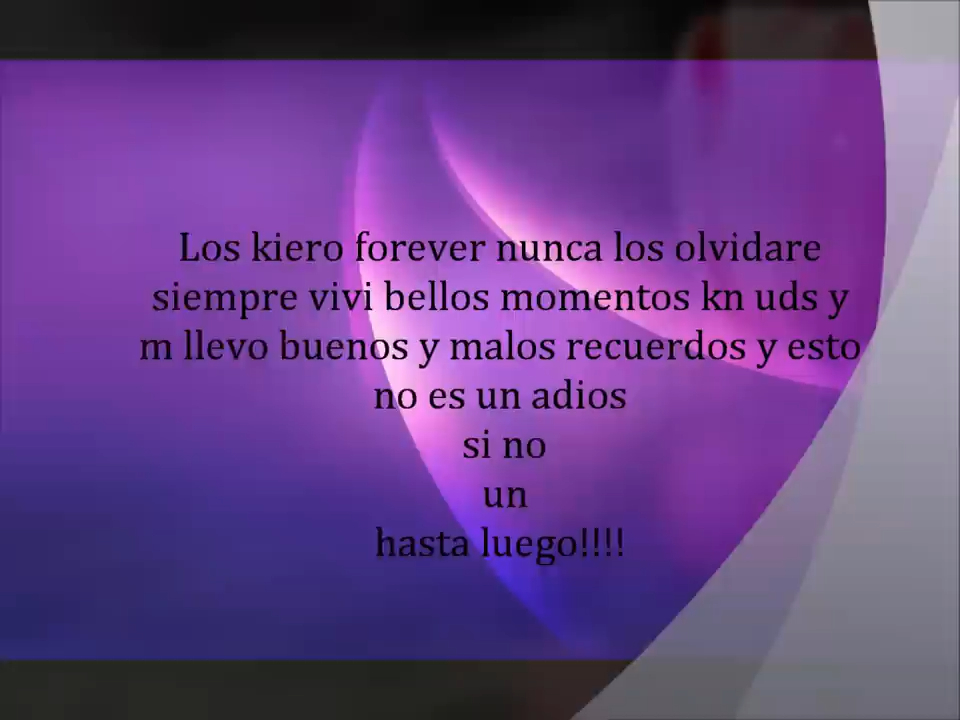 Los kiero forever nunca los olvidare
siempre vivi bellos momentos kn uds y
m llevo buenos y malos recuerdos y esto
no es un adios
si no
un
hasta luego!!!!